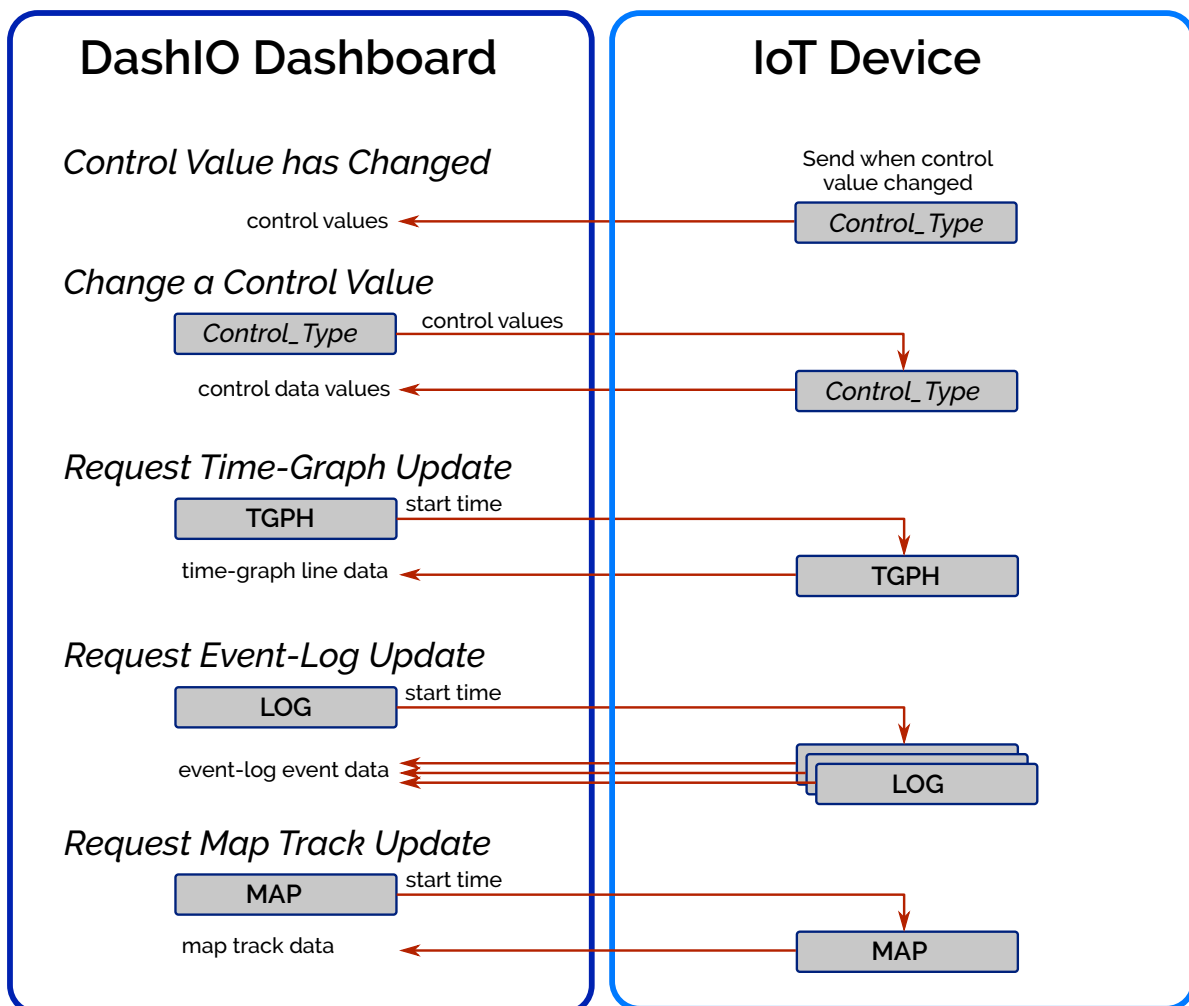 DashIO Dashboard
IoT Device
Control Value has Changed
Send when control
value changed
control values
Control_Type
Change a Control Value
Control_Type
control values
control data values
Control_Type
Request Time-Graph Update
TGPH
start time
time-graph line data
TGPH
Request Event-Log Update
LOG
start time
event-log event data
LOG
Request Map Track Update
MAP
start time
map track data
MAP